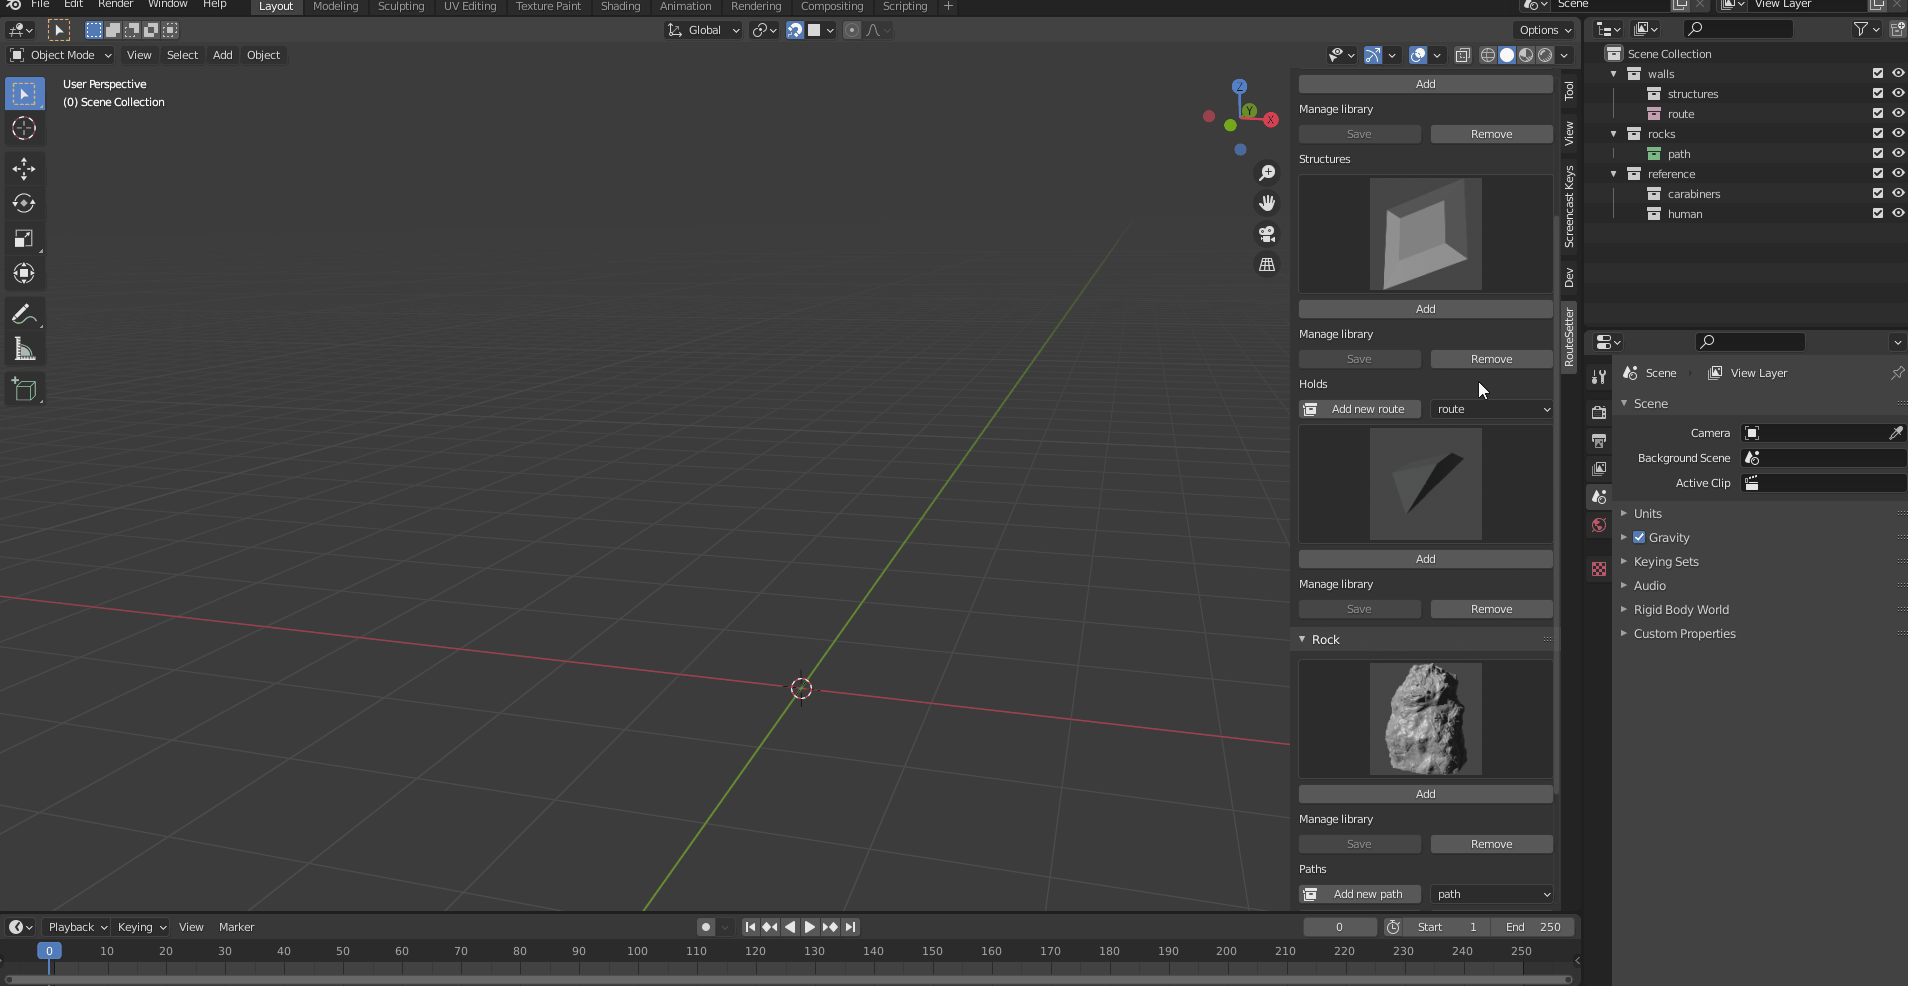 File Edit Render Window Help Layout Modeling Sculpting UV Editing Texture Paint Shading Animation Rendering Compositing Scripting + Scene View Layer
Global Options
Object Mode View Select Add Object
User Perspective
(0) Scene Collection
Z
Y
X
Add
Manage library
Save Remove
Structures
Add
Manage library
Save Remove
Holds
Add new route route
Add
Manage library
Save Remove
Rock
Add
Manage library
Save Remove
Paths
Add new path path
Tool
View
Screencast Keys
Dev
RouteSetter
Scene Collection
walls
structures
route
rocks
path
reference
carabiners
human
Scene View Layer
Scene
Camera
Background Scene
Active Clip
Units
Gravity
Keying Sets
Audio
Rigid Body World
Custom Properties
Playback Keying View Marker 0 Start 1 End 250
0 10 20 30 40 50 60 70 80 90 100 110 120 130 140 150 160 170 180 190 200 210 220 230 240 250